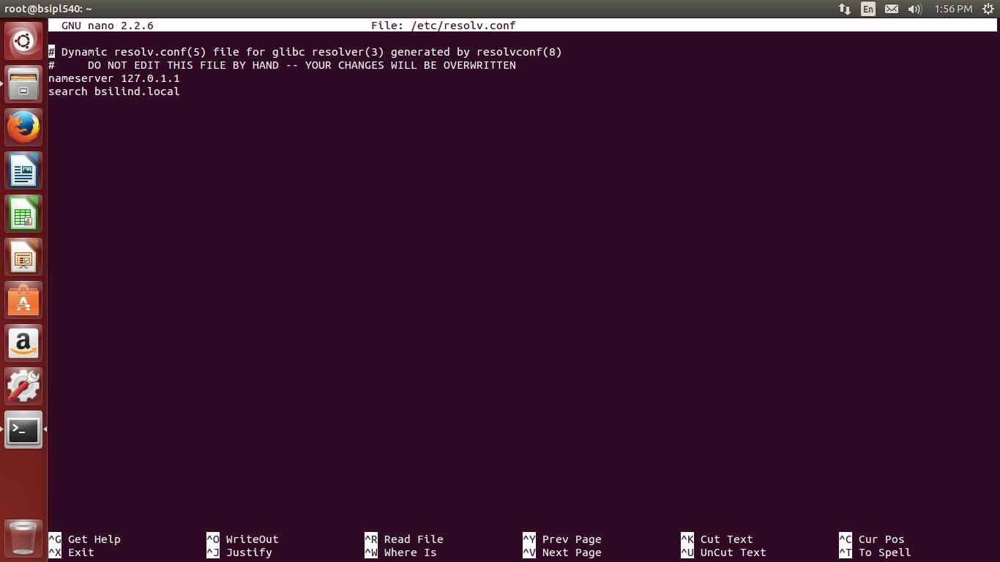 root@bsipl540: ~
En
1:56 PM
GNU nano 2.2.6 File: /etc/resolv.conf
# Dynamic resolv.conf(5) file for glibc resolver(3) generated by resolvconf(8)
#     DO NOT EDIT THIS FILE BY HAND -- YOUR CHANGES WILL BE OVERWRITTEN
nameserver 127.0.1.1
search bsilind.local
^G Get Help ^O WriteOut ^R Read File ^Y Prev Page ^K Cut Text ^C Cur Pos
^X Exit ^J Justify ^W Where Is ^V Next Page ^U UnCut Text ^T To Spell